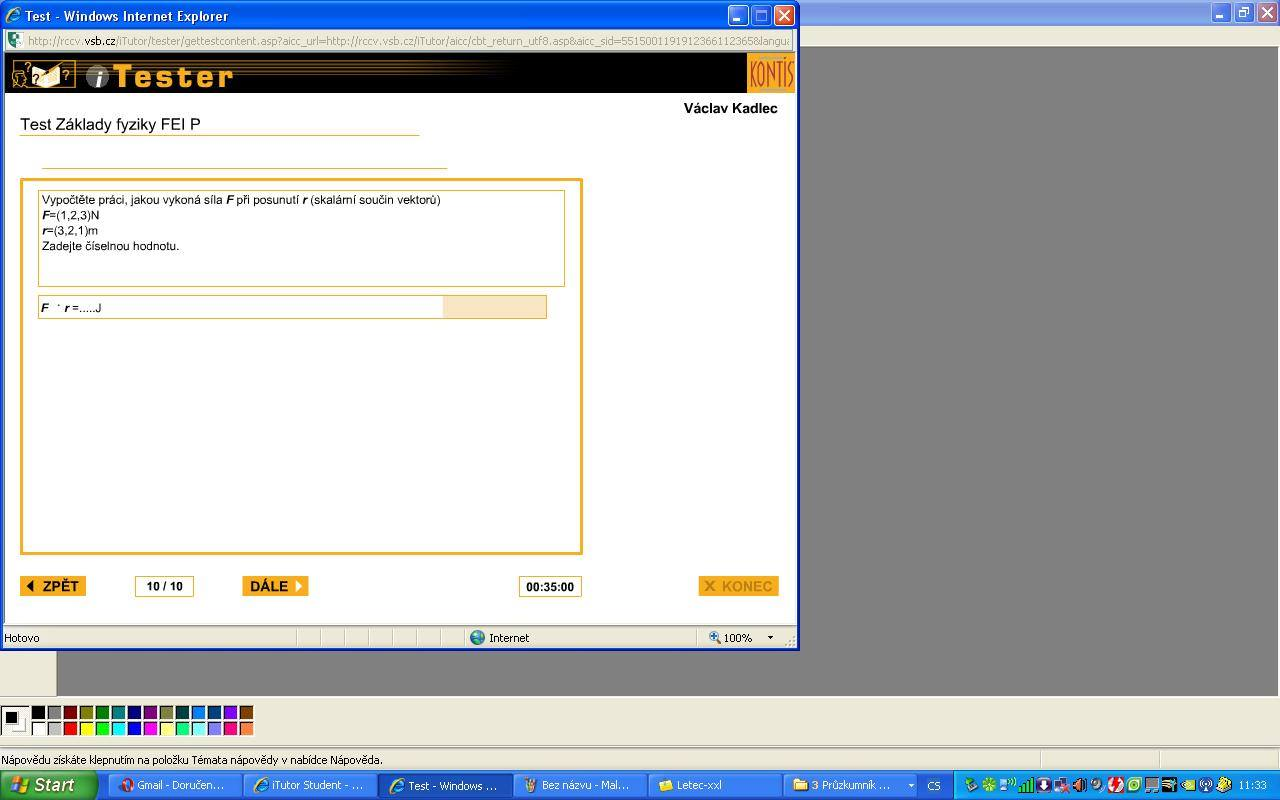 Test - Windows Internet Explorer
http://rccv.vsb.cz/iTutor/tester/gettestcontent.asp?aicc_url=http://rccv.vsb.cz/iTutor/aicc/cbt_return_utf8.asp&aicc_sid=5515001191912366112365&langua
i Tester
KONTIS
Václav Kadlec
Test Základy fyziky FEI P
Vypočtěte práci, jakou vykoná síla F při posunutí r (skalární součin vektorů)
F=(1,2,3)N
r=(3,2,1)m
Zadejte číselnou hodnotu.
F · r =.....J
ZPĚT
10 / 10
DÁLE
00:35:00
X KONEC
Hotovo
Internet
100%
Nápovědu získáte klepnutím na položku Témata nápovědy v nabídce Nápověda.
Start
Gmail - Doručen...
iTutor Student - ...
Test - Windows ...
Bez názvu - Mal...
Letec-xxl
3 Průzkumník ...
CS
11:33